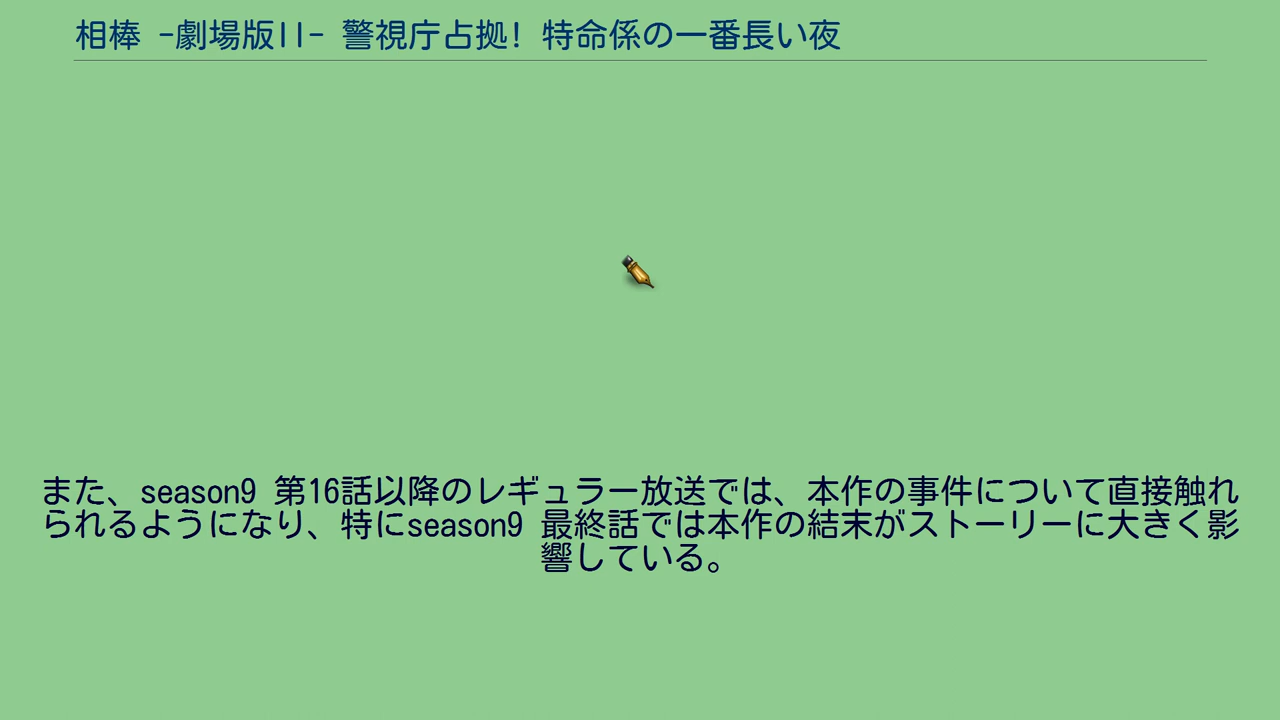 相棒 -劇場版II- 警視庁占拠! 特命係の一番長い夜
また、season9 第16話以降のレギュラー放送では、本作の事件について直接触れ
られるようになり、特にseason9 最終話では本作の結末がストーリーに大きく影
響している。